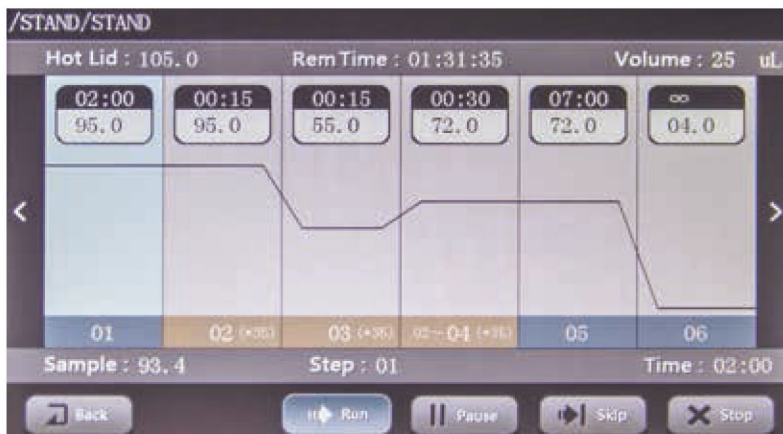 /STAND/STAND
Hot Lid : 105.0 Rem Time : 01:31:35 Volume : 25 uL
02:00 00:15 00:15 00:30 07:00 ∞
95.0 95.0 55.0 72.0 72.0 04.0
01 02 (*35) 03 (*35) 02~04 (*35) 05 06
Sample : 93.4 Step : 01 Time : 02:00
Back Run Pause Skip Stop